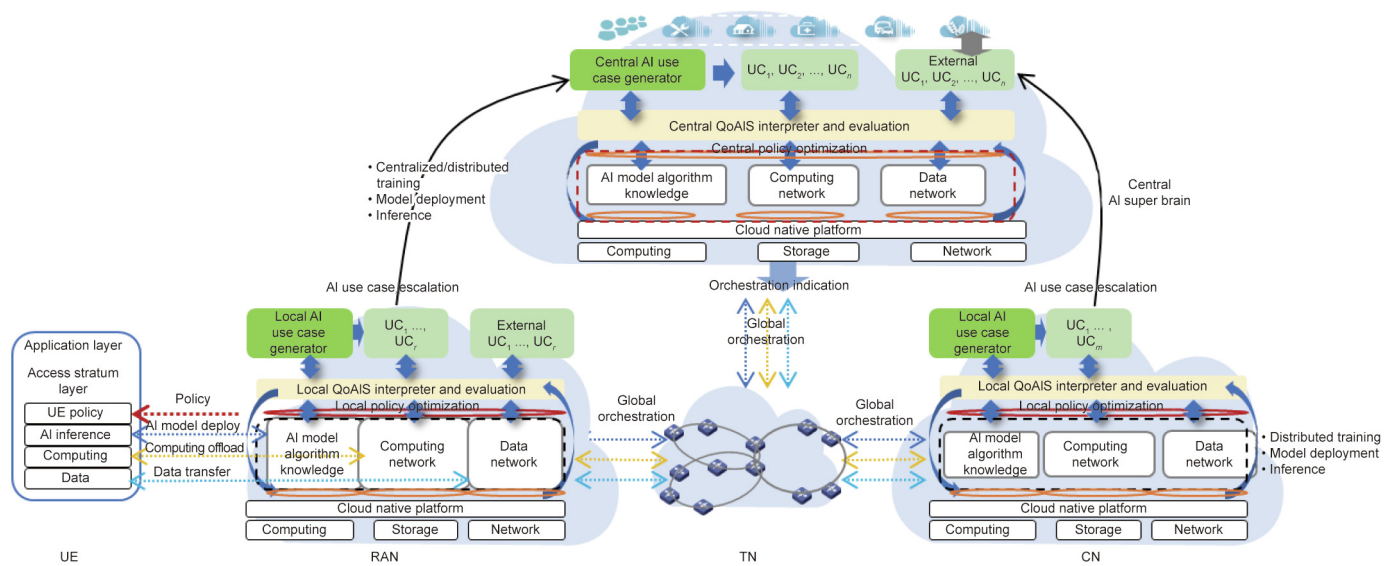 Central AI use
case generator
UC1, UC2, ..., UCn
External
UC1, UC2, ..., UCn
Central QoAIS interpreter and evaluation
Central policy optimization
AI model algorithm
knowledge
Computing
network
Data
network
Cloud native platform
Computing
Storage
Network
• Centralized/distributed
training
• Model deployment
• Inference
Central
AI super brain
AI use case escalation
Orchestration indication
AI use case escalation
Global
orchestration
Application layer
Access stratum
layer
UE policy
AI inference
Computing
Data
UE
Policy
AI model deploy
Computing offload
Data transfer
Local AI
use case
generator
UC1 ...,
UCr
External
UC1 ..., UCr
Local QoAIS interpreter and evaluation
Local policy optimization
AI model
algorithm
knowledge
Computing
network
Data
network
Cloud native platform
Computing
Storage
Network
RAN
Global
orchestration
TN
Global
orchestration
Local AI
use case
generator
UC1 ... ,
UCm
Local QoAIS interpreter and evaluation
Local policy optimization
AI model
algorithm
knowledge
Computing
network
Data
network
Cloud native platform
Computing
Storage
Network
CN
• Distributed training
• Model deployment
• Inference